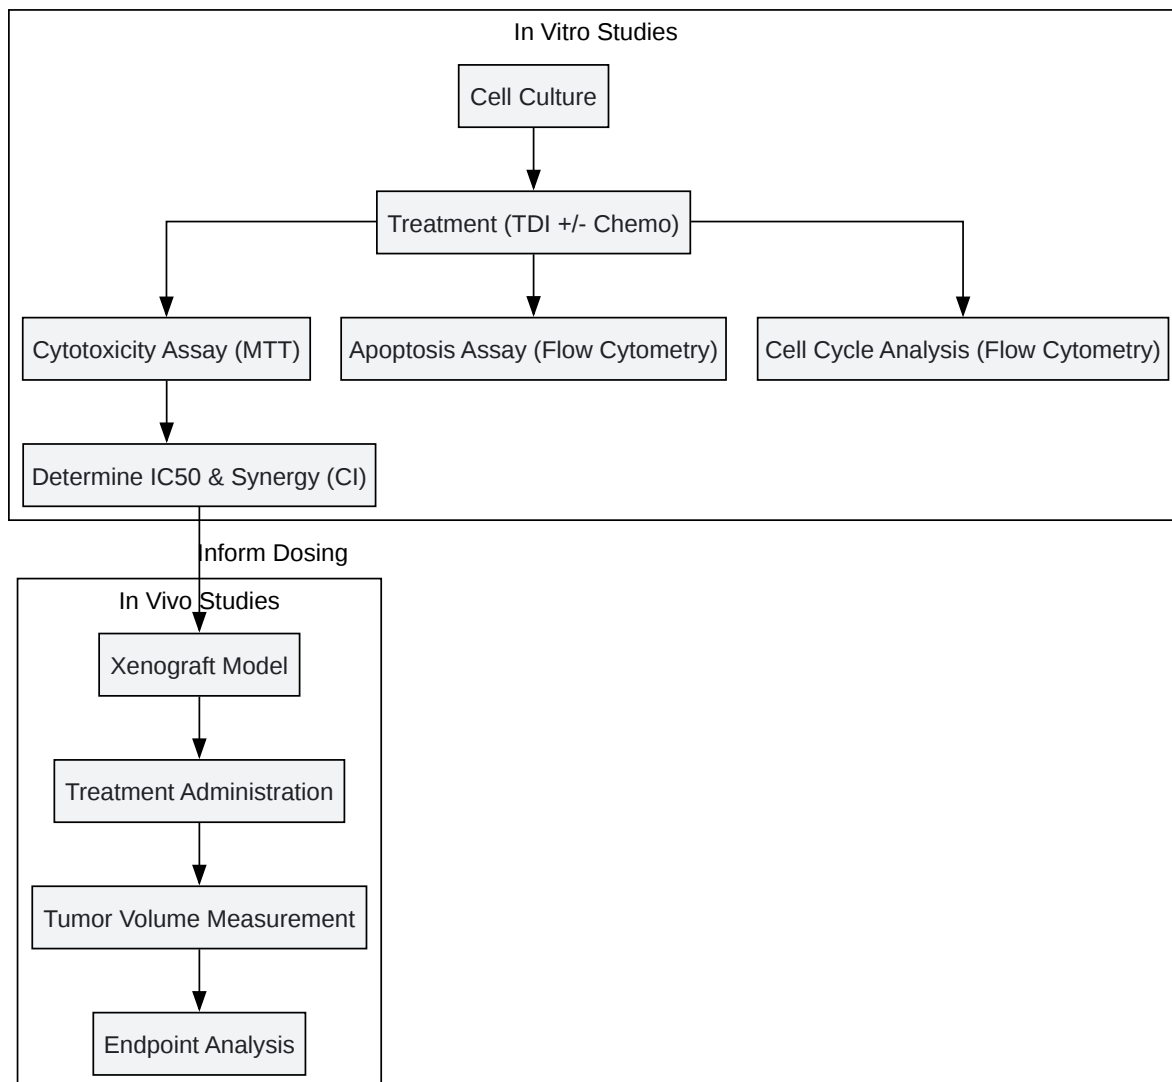 In Vitro Studies
Cell Culture
Treatment (TDI +/- Chemo)
Cytotoxicity Assay (MTT)
Apoptosis Assay (Flow Cytometry)
Cell Cycle Analysis (Flow Cytometry)
Determine IC50 & Synergy (CI)
Inform Dosing
In Vivo Studies
Xenograft Model
Treatment Administration
Tumor Volume Measurement
Endpoint Analysis